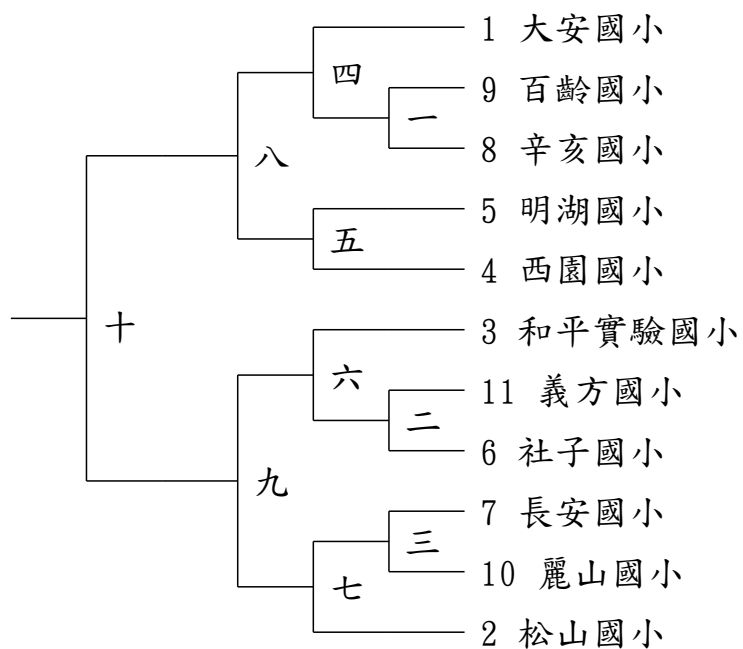 1 大安國小
四
9 百齡國小
一
8 辛亥國小
八
5 明湖國小
五
4 西園國小
十
3 和平實驗國小
六
11 義方國小
二
6 社子國小
九
7 長安國小
三
10 麗山國小
七
2 松山國小